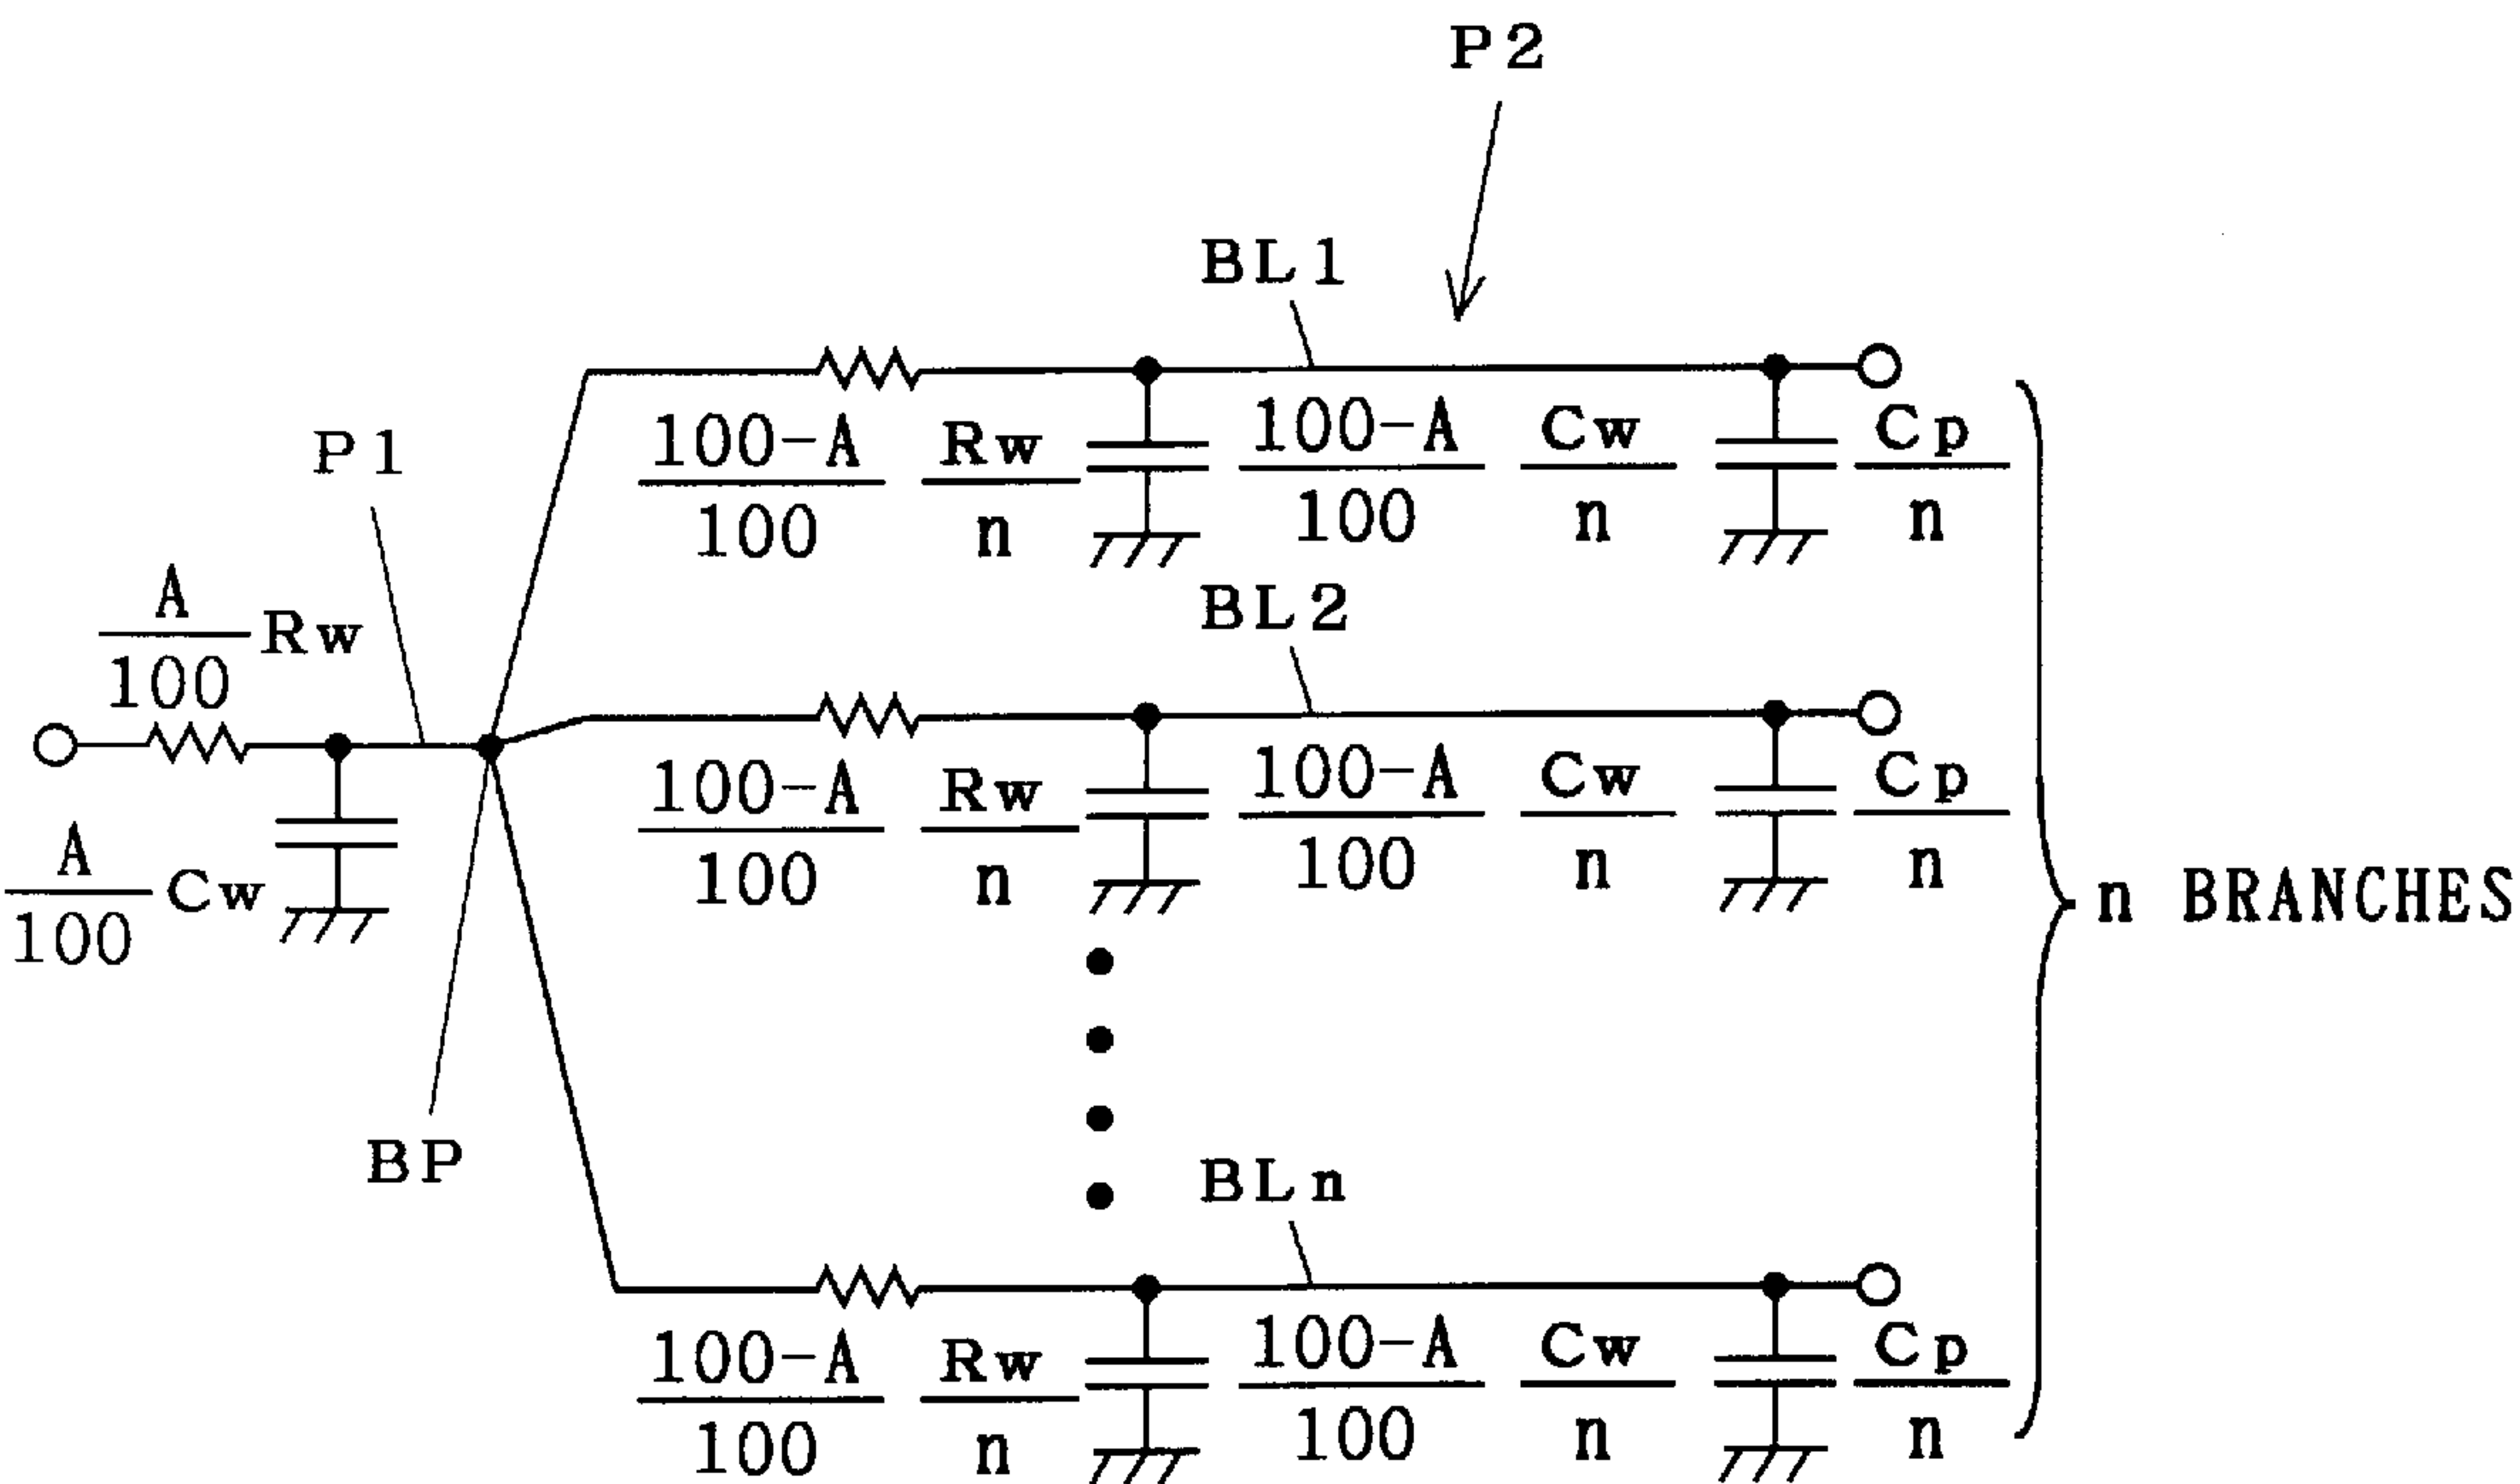 P2
BL1
100-A/100 Rw/n 100-A/100 Cw/n Cp/n
P1
A/100 Rw
BL2
100-A/100 Rw/n 100-A/100 Cw/n Cp/n
A/100 Cw
n BRANCHES
BP
BLn
100-A/100 Rw/n 100-A/100 Cw/n Cp/n